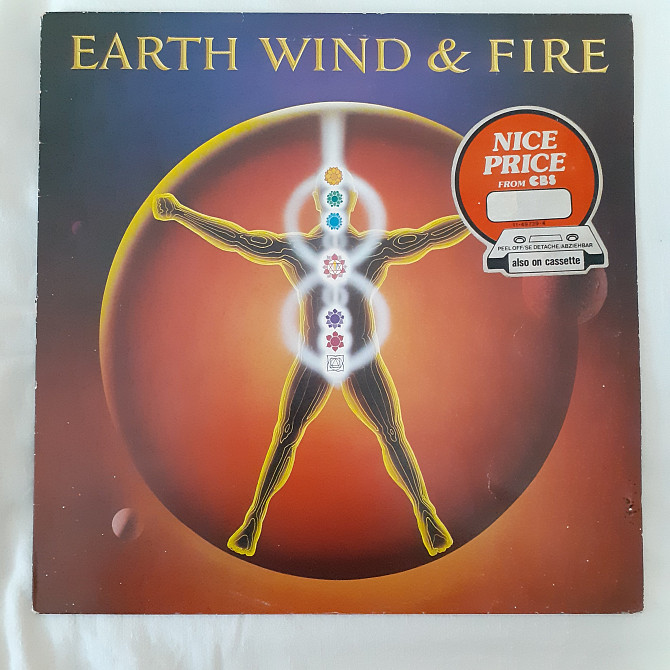 EARTH WIND & FIRE
NICE
PRICE
FROM CBS
PEEL OFF/SE DETACHE/ABZIEHBAR
also on cassette